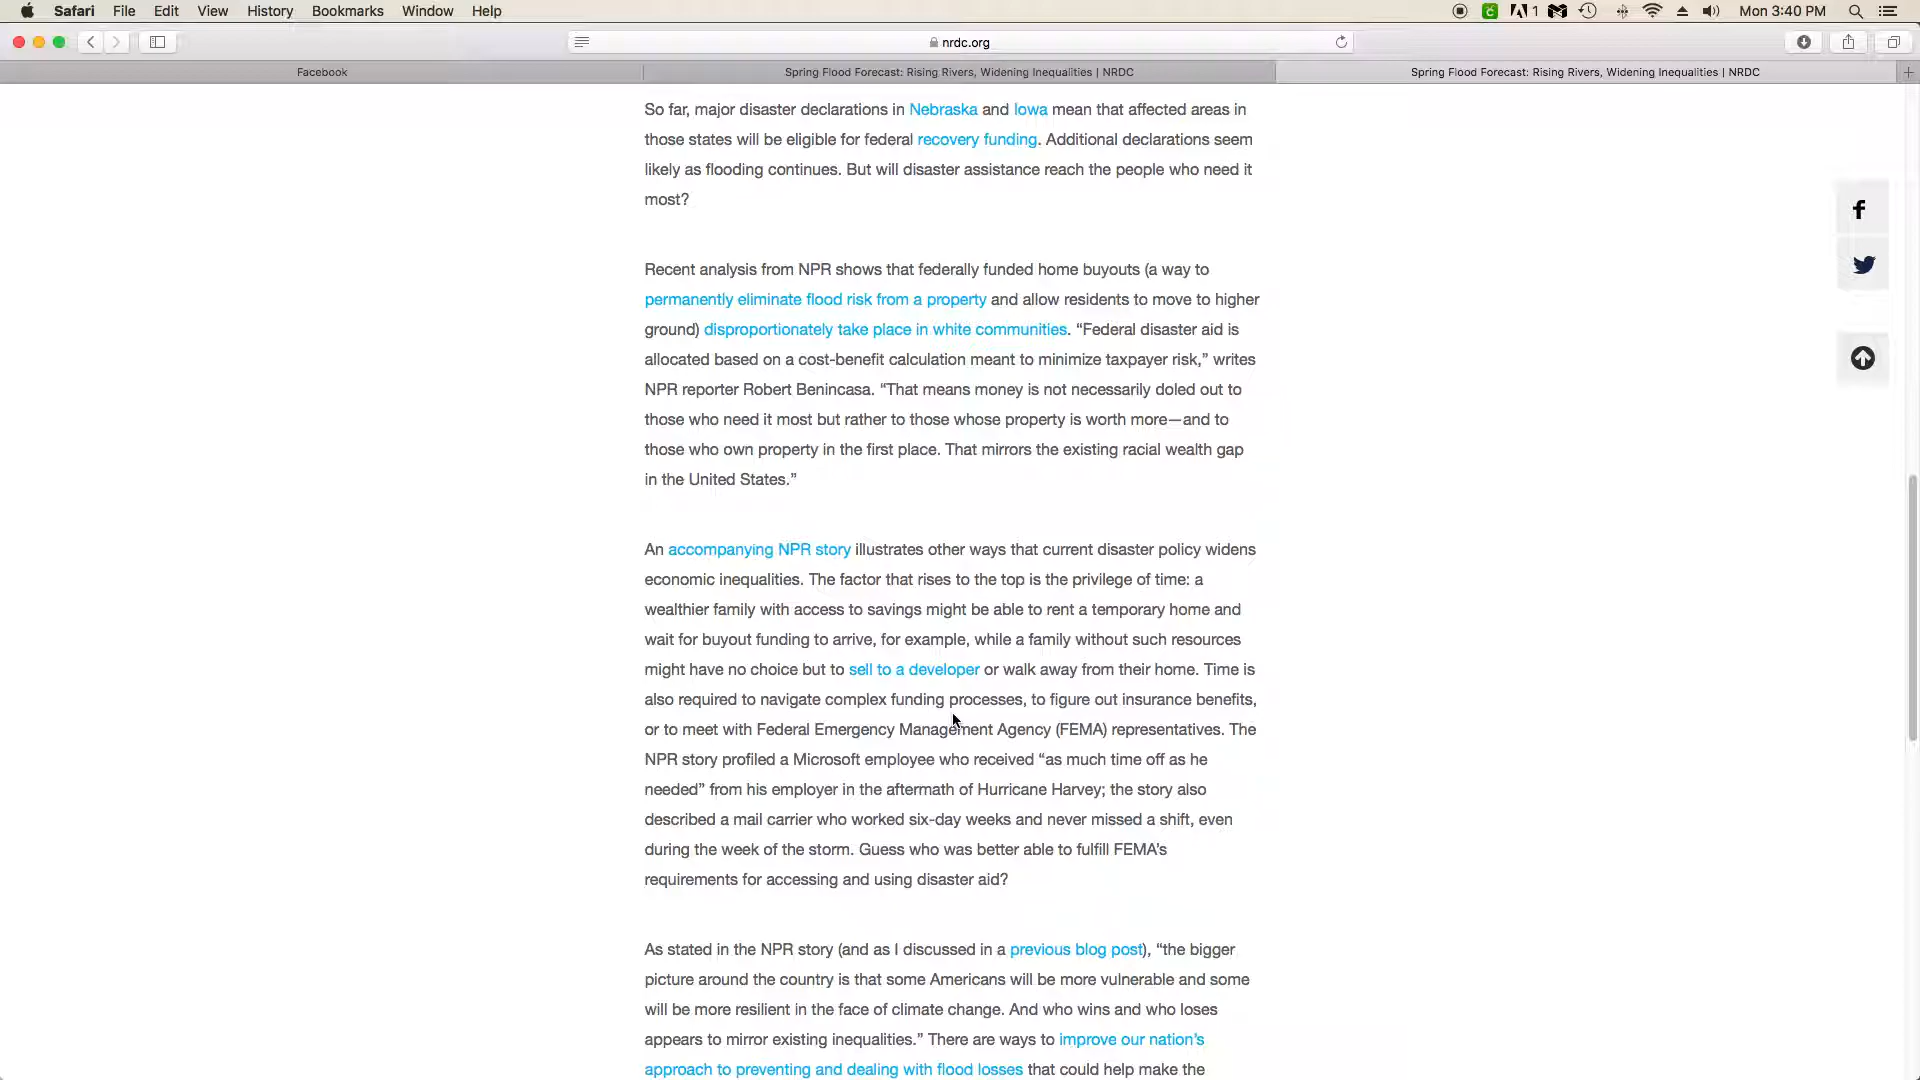 Safari File Edit View History Bookmarks Window Help 1 Mon 3:40 PM
nrdc.org
Facebook Spring Flood Forecast: Rising Rivers, Widening Inequalities | NRDC Spring Flood Forecast: Rising Rivers, Widening Inequalities | NRDC
So far, major disaster declarations in Nebraska and Iowa mean that affected areas in
those states will be eligible for federal recovery funding. Additional declarations seem
likely as flooding continues. But will disaster assistance reach the people who need it
most?
Recent analysis from NPR shows that federally funded home buyouts (a way to
permanently eliminate flood risk from a property and allow residents to move to higher
ground) disproportionately take place in white communities. “Federal disaster aid is
allocated based on a cost-benefit calculation meant to minimize taxpayer risk,” writes
NPR reporter Robert Benincasa. “That means money is not necessarily doled out to
those who need it most but rather to those whose property is worth more—and to
those who own property in the first place. That mirrors the existing racial wealth gap
in the United States.”
An accompanying NPR story illustrates other ways that current disaster policy widens
economic inequalities. The factor that rises to the top is the privilege of time: a
wealthier family with access to savings might be able to rent a temporary home and
wait for buyout funding to arrive, for example, while a family without such resources
might have no choice but to sell to a developer or walk away from their home. Time is
also required to navigate complex funding processes, to figure out insurance benefits,
or to meet with Federal Emergency Management Agency (FEMA) representatives. The
NPR story profiled a Microsoft employee who received “as much time off as he
needed” from his employer in the aftermath of Hurricane Harvey; the story also
described a mail carrier who worked six-day weeks and never missed a shift, even
during the week of the storm. Guess who was better able to fulfill FEMA’s
requirements for accessing and using disaster aid?
As stated in the NPR story (and as I discussed in a previous blog post), “the bigger
picture around the country is that some Americans will be more vulnerable and some
will be more resilient in the face of climate change. And who wins and who loses
appears to mirror existing inequalities.” There are ways to improve our nation’s
approach to preventing and dealing with flood losses that could help make the